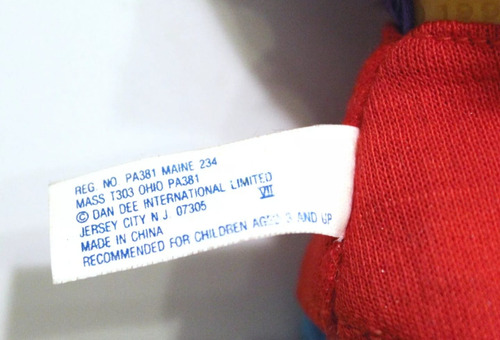 REG. NO. PA381 MAINE 234
MASS T303 OHIO PA381
© DAN DEE INTERNATIONAL LIMITED
VII
JERSEY CITY N J 07305
MADE IN CHINA
RECOMMENDED FOR CHILDREN AGES 3 AND UP